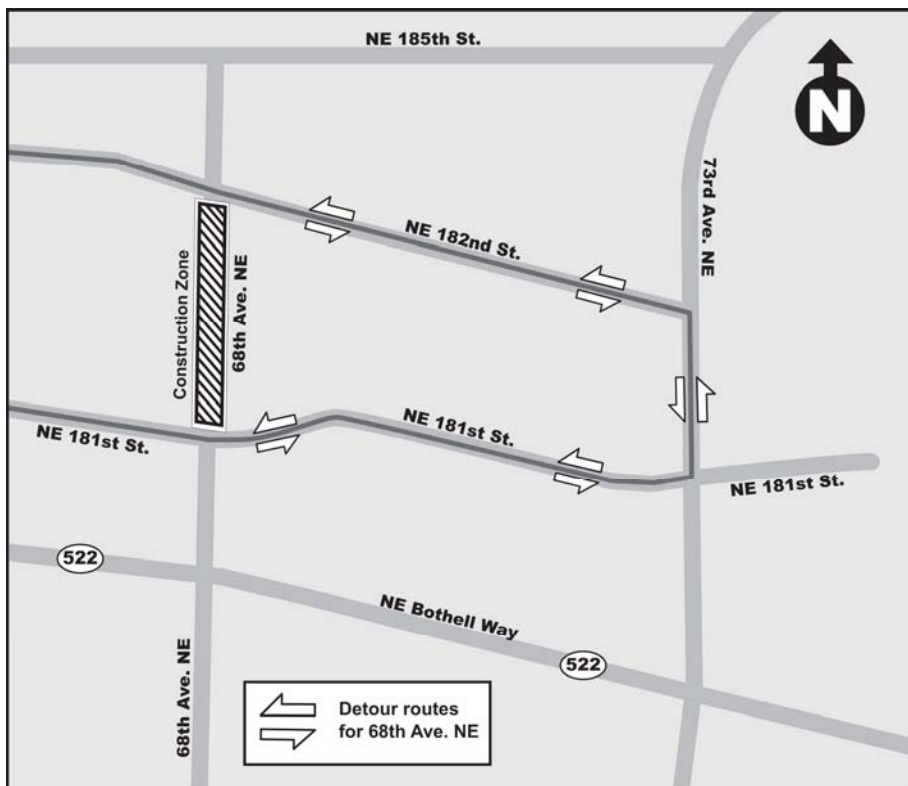 NE 185th St.
N
73rd Ave. NE
NE 182nd St.
Construction Zone
68th Ave. NE
NE 181st St.
NE 181st St.
NE 181st St.
522
NE Bothell Way
522
68th Ave. NE
Detour routes
for 68th Ave. NE